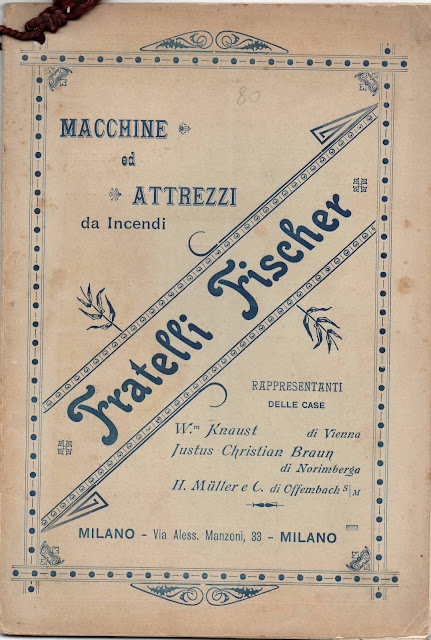 80
MACCHINE
ed
ATTREZZI
da Incendi
Fratelli Fischer
RAPPRESENTANTI
DELLE CASE
W.m Knaust di Vienna
Justus Christian Braun
di Norimberga
H. Müller e C. di Offembach S/M
MILANO - Via Aless. Manzoni, 33 - MILANO